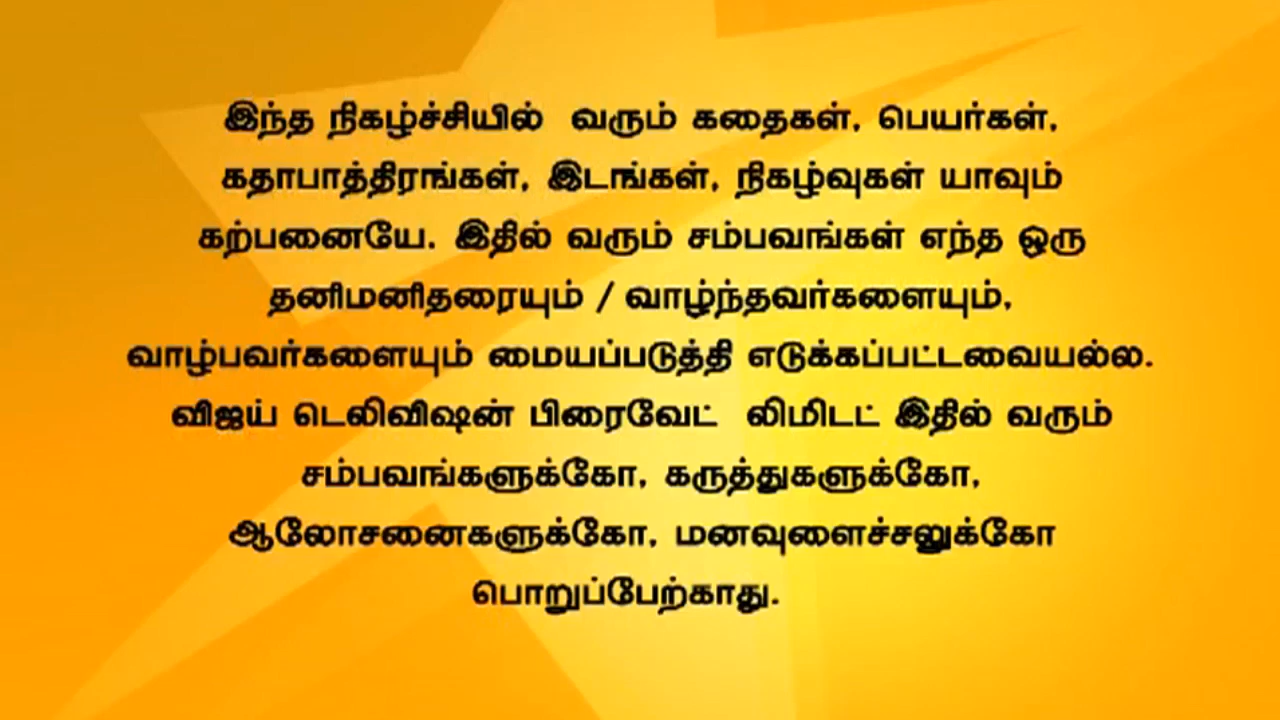 இந்த நிகழ்ச்சியில் வரும் கதைகள், பெயர்கள்,
கதாபாத்திரங்கள், இடங்கள், நிகழ்வுகள் யாவும்
கற்பனையே. இதில் வரும் சம்பவங்கள் எந்த ஒரு
தனிமனிதரையும் / வாழ்ந்தவர்களையும்,
வாழ்பவர்களையும் மையப்படுத்தி எடுக்கப்பட்டவையல்ல.
விஜய் டெலிவிஷன் பிரைவேட் லிமிடட் இதில் வரும்
சம்பவங்களுக்கோ, கருத்துகளுக்கோ,
ஆலோசனைகளுக்கோ, மனவுளைச்சலுக்கோ
பொறுப்பேற்காது.